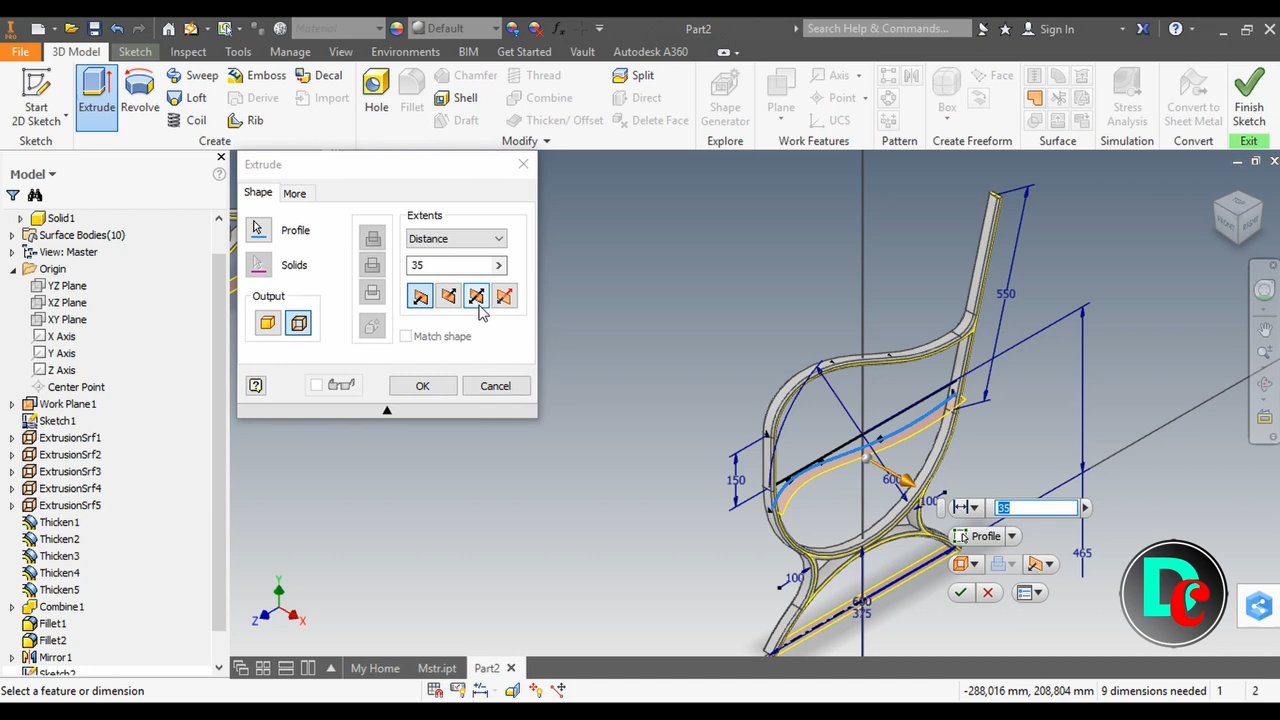 Material
Default
Part2
Search Help & Commands...
Sign In
File
3D Model
Sketch
Inspect
Tools
Manage
View
Environments
BIM
Get Started
Vault
Autodesk A360
Start
2D Sketch
Extrude
Revolve
Sweep
Loft
Coil
Emboss
Derive
Rib
Decal
Import
Hole
Fillet
Chamfer
Shell
Draft
Thread
Combine
Thicken/ Offset
Split
Direct
Delete Face
Shape
Generator
Plane
Axis
Point
UCS
Box
Face
Stress
Analysis
Convert to
Sheet Metal
Finish
Sketch
Sketch
Create
Modify
Explore
Work Features
Pattern
Create Freeform
Surface
Simulation
Convert
Exit
Model
Solid1
Surface Bodies(10)
View: Master
Origin
YZ Plane
XZ Plane
XY Plane
X Axis
Y Axis
Z Axis
Center Point
Work Plane1
Sketch1
ExtrusionSrf1
ExtrusionSrf2
ExtrusionSrf3
ExtrusionSrf4
ExtrusionSrf5
Thicken1
Thicken2
Thicken3
Thicken4
Thicken5
Combine1
Fillet1
Fillet2
Mirror1
Sketch2
Extrude
Shape
More
Profile
Solids
Output
Extents
Distance
35
Match shape
OK
Cancel
550
150
600
100
35
Profile
465
100
375
Y
Z
X
DC
My Home
Mstr.ipt
Part2
Select a feature or dimension
-288,016 mm, 208,804 mm
9 dimensions needed
1
2